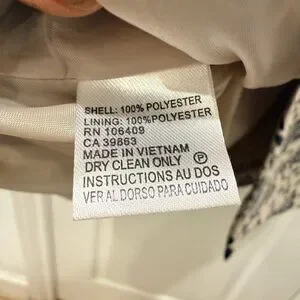 SHELL: 100% POLYESTER
LINING: 100%POLYESTER
RN 106409
CA 39863
MADE IN VIETNAM
DRY CLEAN ONLY Ⓟ
INSTRUCTIONS AU DOS
VER AL DORSO PARA CUIDADO